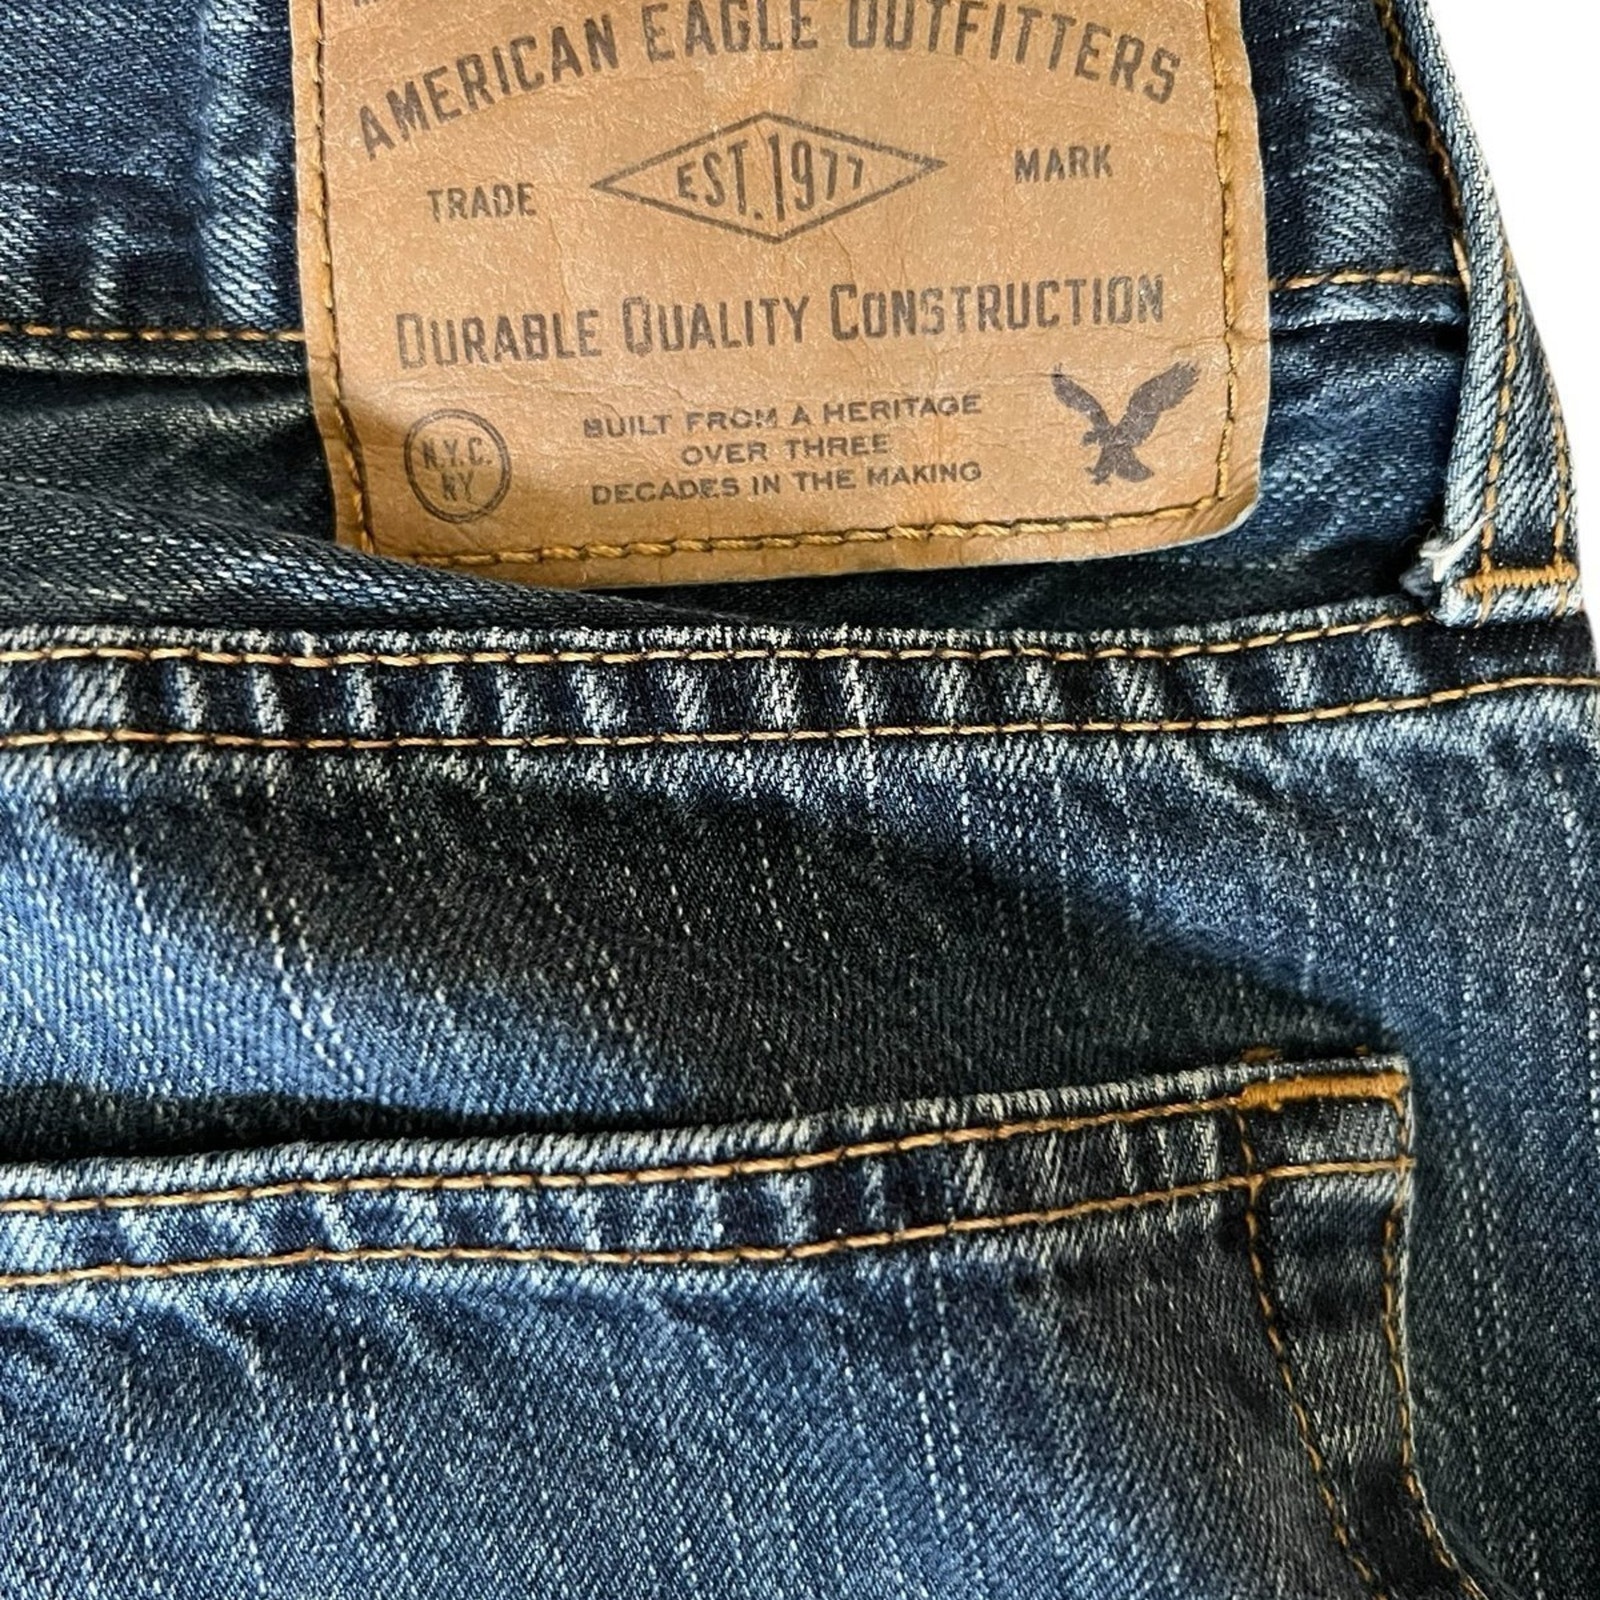 AMERICAN EAGLE OUTFITTERS
TRADE EST. 1977 MARK
DURABLE QUALITY CONSTRUCTION
N.Y.C.
NY
BUILT FROM A HERITAGE
OVER THREE
DECADES IN THE MAKING